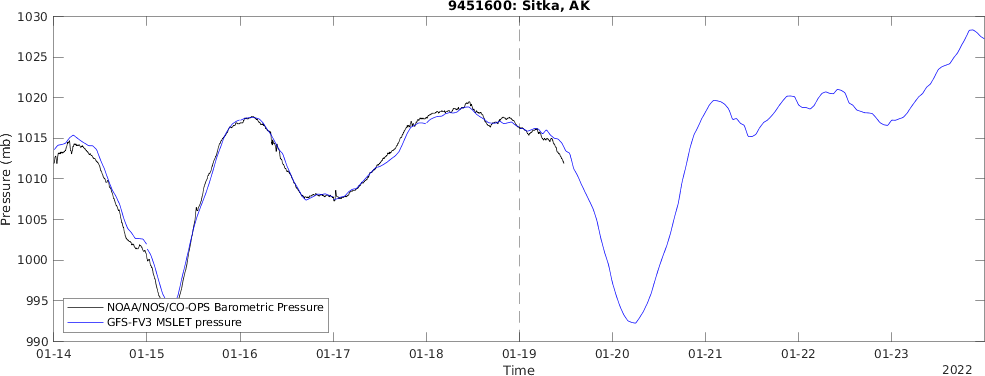 9451600: Sitka, AK
Pressure (mb)
1030
1025
1020
1015
1010
1005
1000
995
990
NOAA/NOS/CO-OPS Barometric Pressure
GFS-FV3 MSLET pressure
01-14 01-15 01-16 01-17 01-18 01-19 01-20 01-21 01-22 01-23
Time
2022